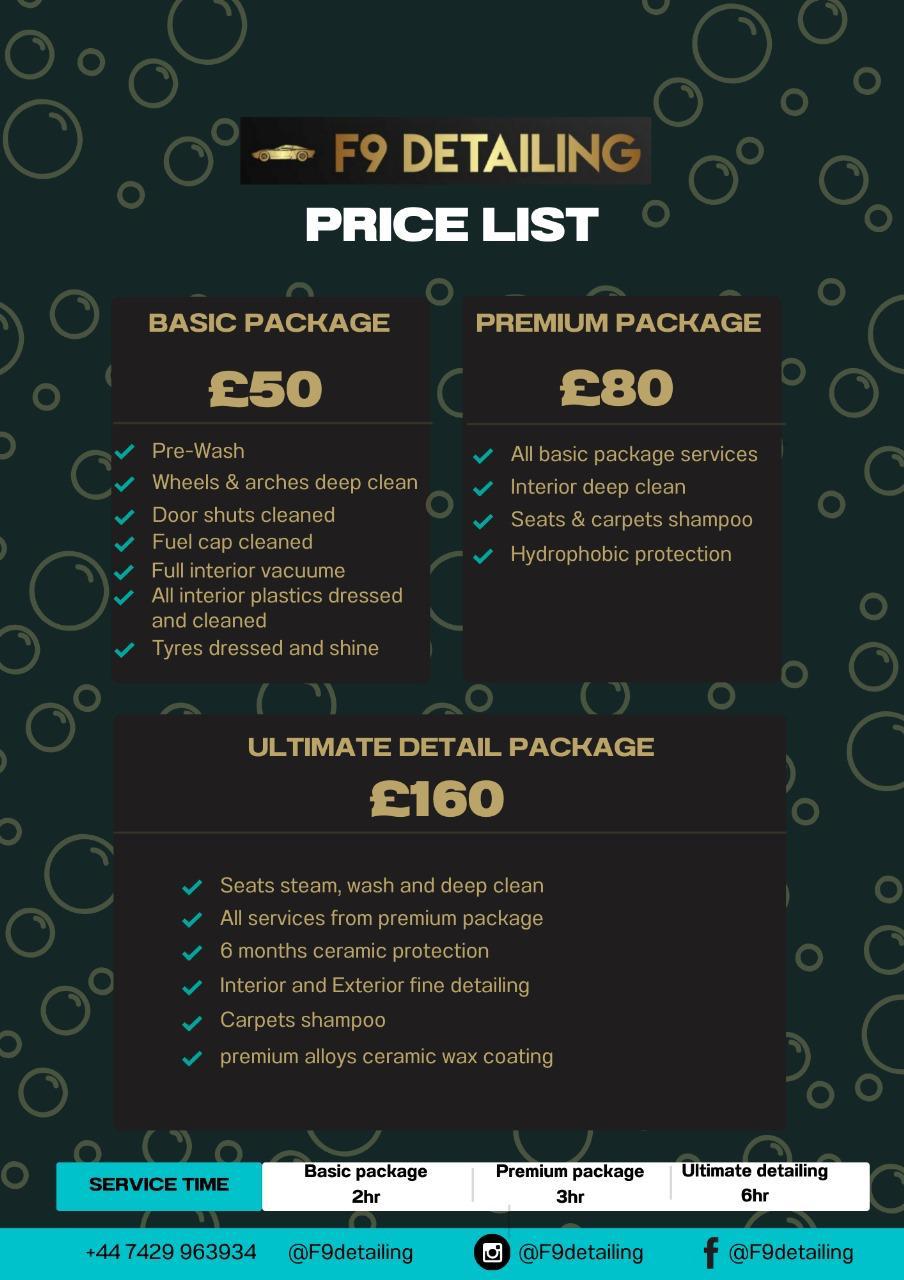 F9 DETAILING
PRICE LIST
BASIC PACKAGE
£50
Pre-Wash
Wheels & arches deep clean
Door shuts cleaned
Fuel cap cleaned
Full interior vacuume
All interior plastics dressed
and cleaned
Tyres dressed and shine
PREMIUM PACKAGE
£80
All basic package services
Interior deep clean
Seats & carpets shampoo
Hydrophobic protection
ULTIMATE DETAIL PACKAGE
£160
Seats steam, wash and deep clean
All services from premium package
6 months ceramic protection
Interior and Exterior fine detailing
Carpets shampoo
premium alloys ceramic wax coating
SERVICE TIME
Basic package
2hr
Premium package
3hr
Ultimate detailing
6hr
+44 7429 963934 @F9detailing @F9detailing @F9detailing